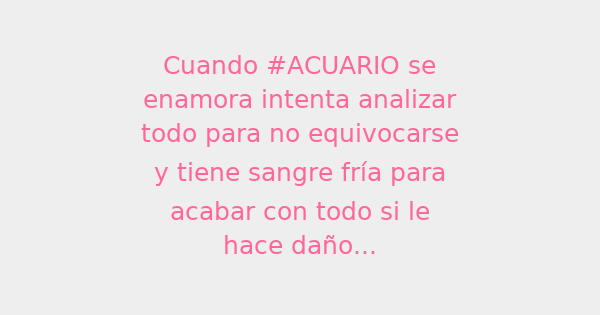 Cuando #ACUARIO se
enamora intenta analizar
todo para no equivocarse
y tiene sangre fría para
acabar con todo si le
hace daño...